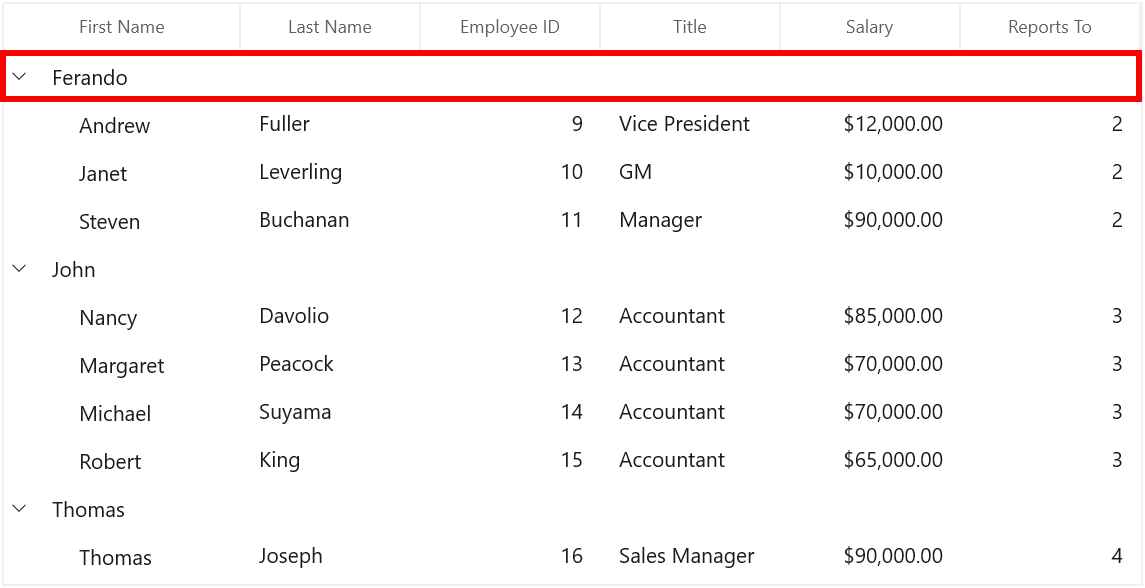 First Name Last Name Employee ID Title Salary Reports To
Ferando
Andrew Fuller 9 Vice President $12,000.00 2
Janet Leverling 10 GM $10,000.00 2
Steven Buchanan 11 Manager $90,000.00 2
John
Nancy Davolio 12 Accountant $85,000.00 3
Margaret Peacock 13 Accountant $70,000.00 3
Michael Suyama 14 Accountant $70,000.00 3
Robert King 15 Accountant $65,000.00 3
Thomas
Thomas Joseph 16 Sales Manager $90,000.00 4